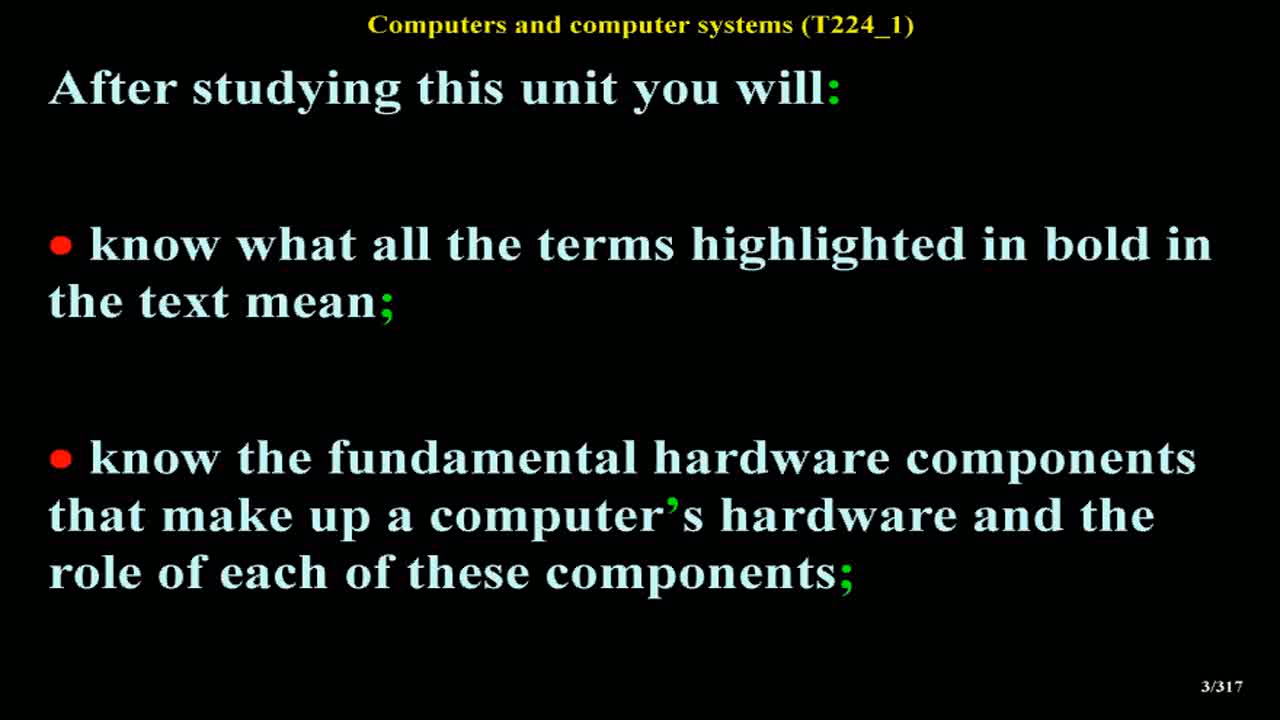 Computers and computer systems (T224_1)
After studying this unit you will:
• know what all the terms highlighted in bold in
the text mean;
• know the fundamental hardware components
that make up a computer’s hardware and the
role of each of these components;
3/317